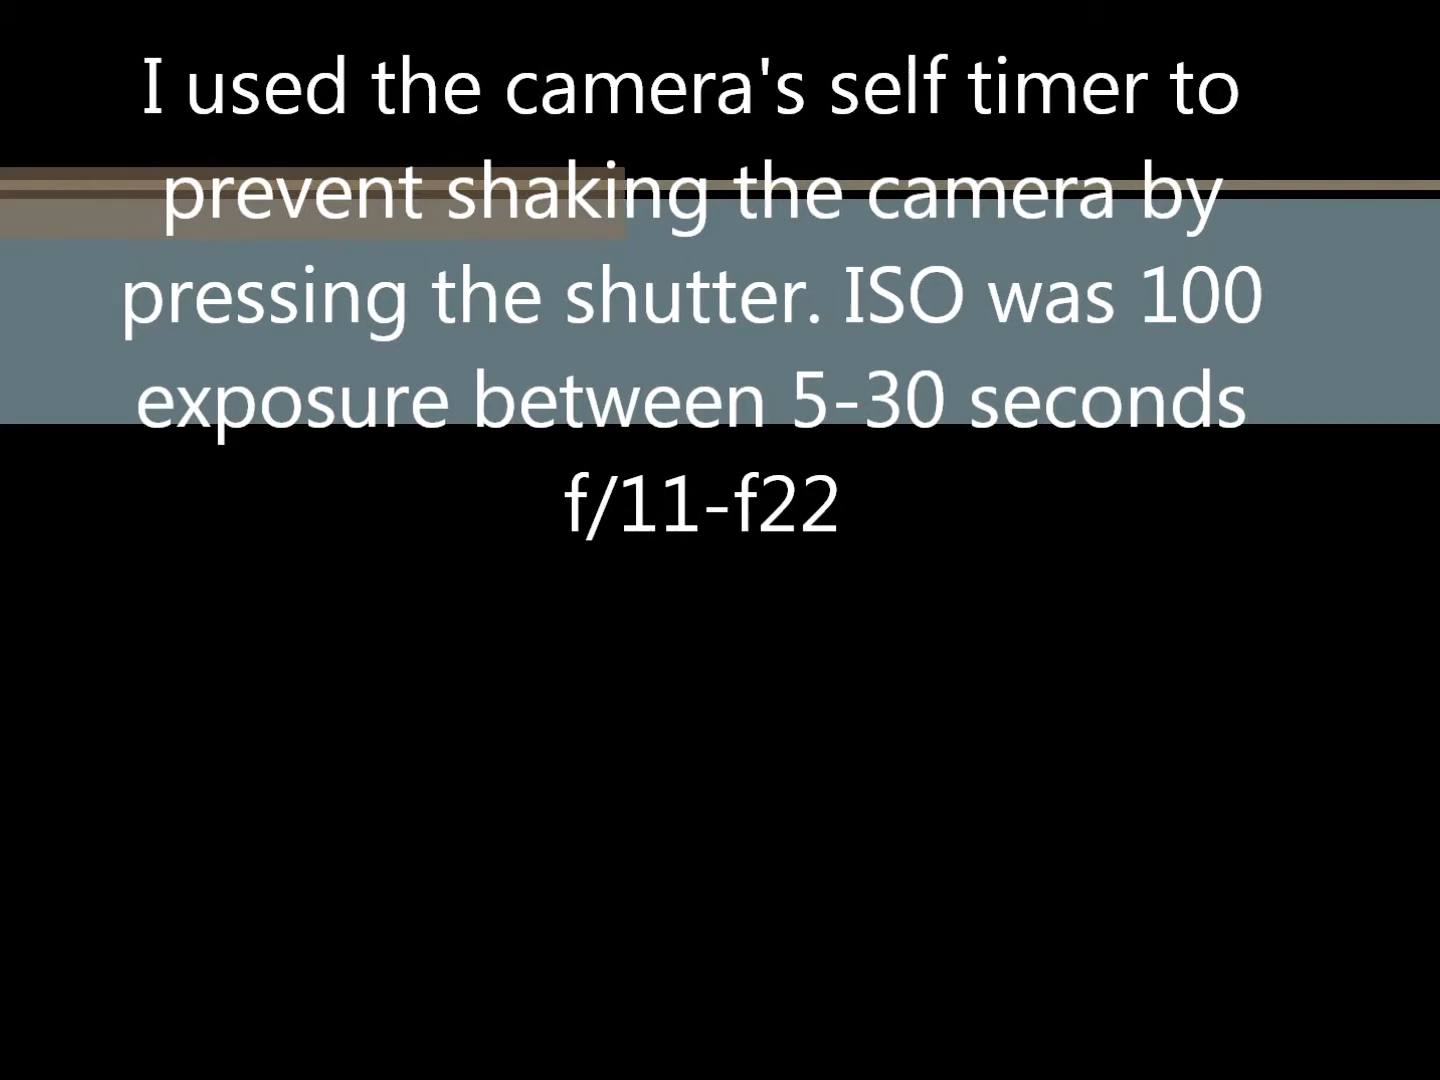 I used the camera's self timer to
prevent shaking the camera by
pressing the shutter. ISO was 100
exposure between 5-30 seconds
f/11-f22